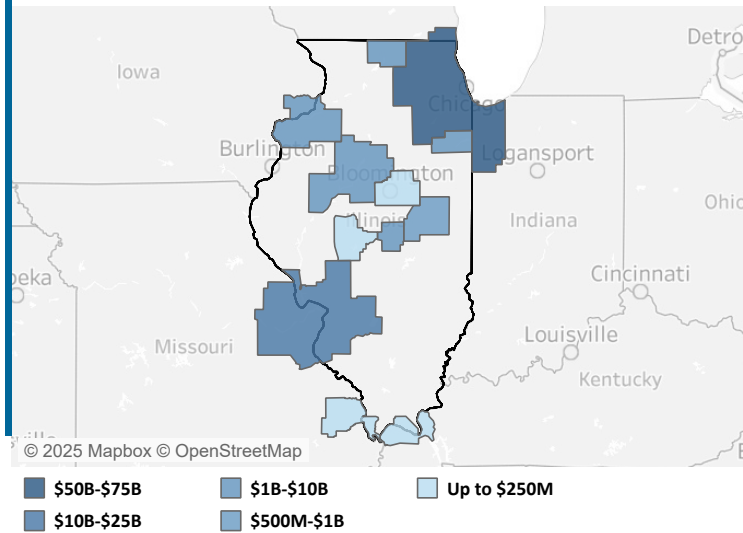 Detro
Iowa
Chicago
Burlington
Logansport
Bloomington
Illinois
Indiana
Ohio
peka
Cincinnati
Missouri
Louisville
Kentucky
ville
© 2025 Mapbox © OpenStreetMap
$50B-$75B
$1B-$10B
Up to $250M
$10B-$25B
$500M-$1B